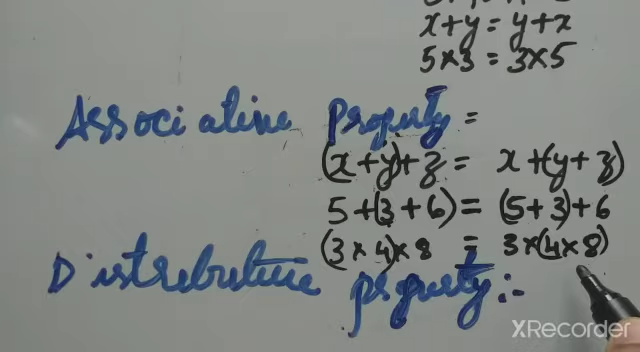 x+y = y+x
5×3 = 3×5
Associative Property =
(x+y)+z = x+(y+z)
5+(3+6) = (5+3)+6
(3×4)×8 = 3×(4×8)
Distributive property :-
XRecorder